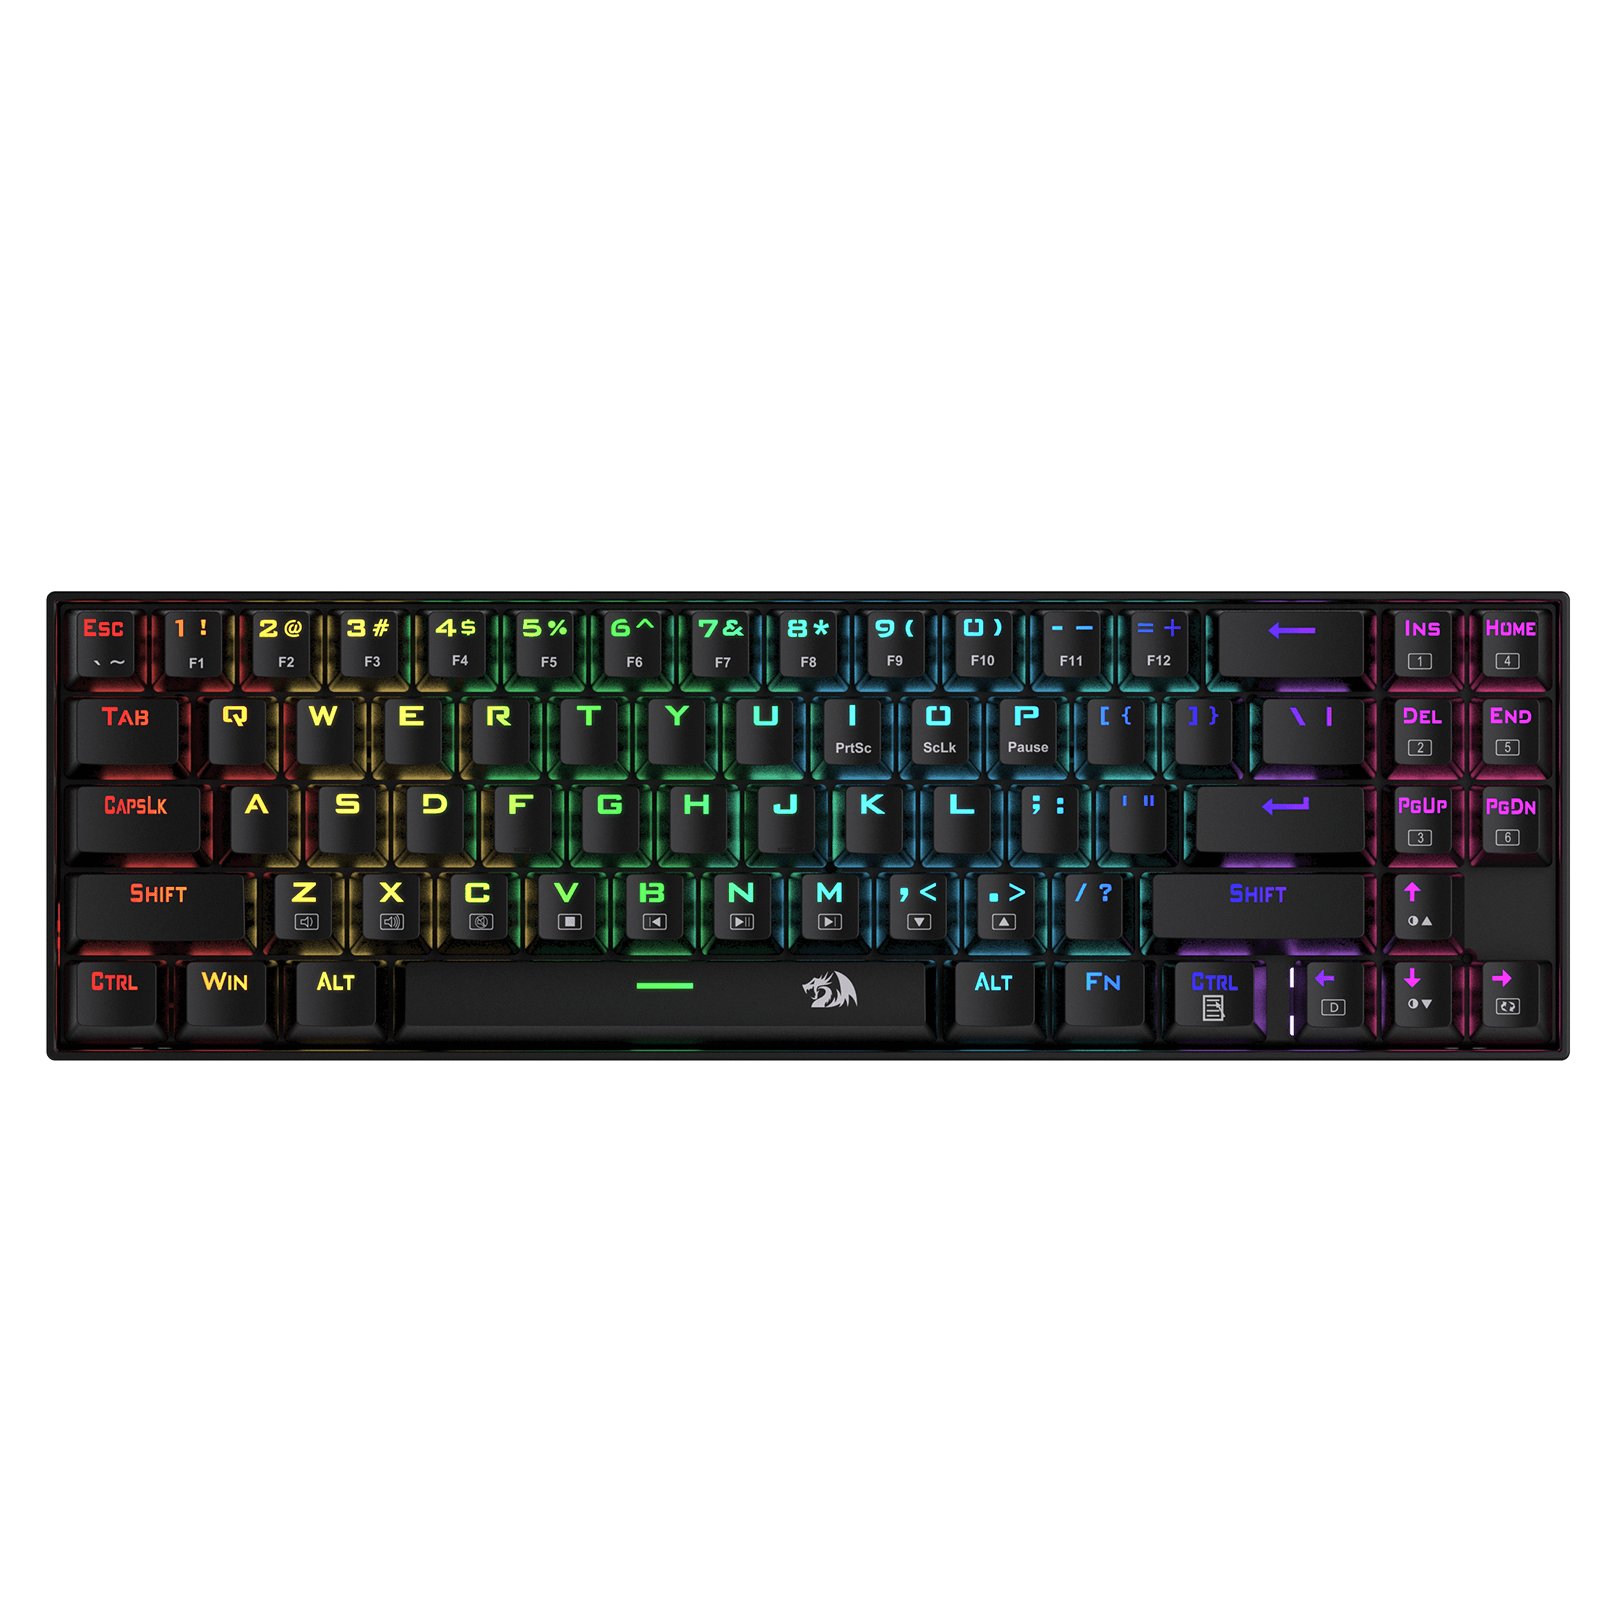 Esc 1 ! 2 @ 3 # 4 $ 5 % 6 ^ 7 & 8 * 9 ( 0 ) - – = + ← Ins Home
` ~ F1 F2 F3 F4 F5 F6 F7 F8 F9 F10 F11 F12 1 4
Tab Q W E R T Y U I O P [ { ] } \ | Del End
PrtSc ScLk Pause 2 5
CapsLk A S D F G H J K L ; : ' " PgUp PgDn
3 6
Shift Z X C V B N M , < . > / ? Shift ↑
Ctrl Win Alt Alt Fn Ctrl ← ↓ →
D